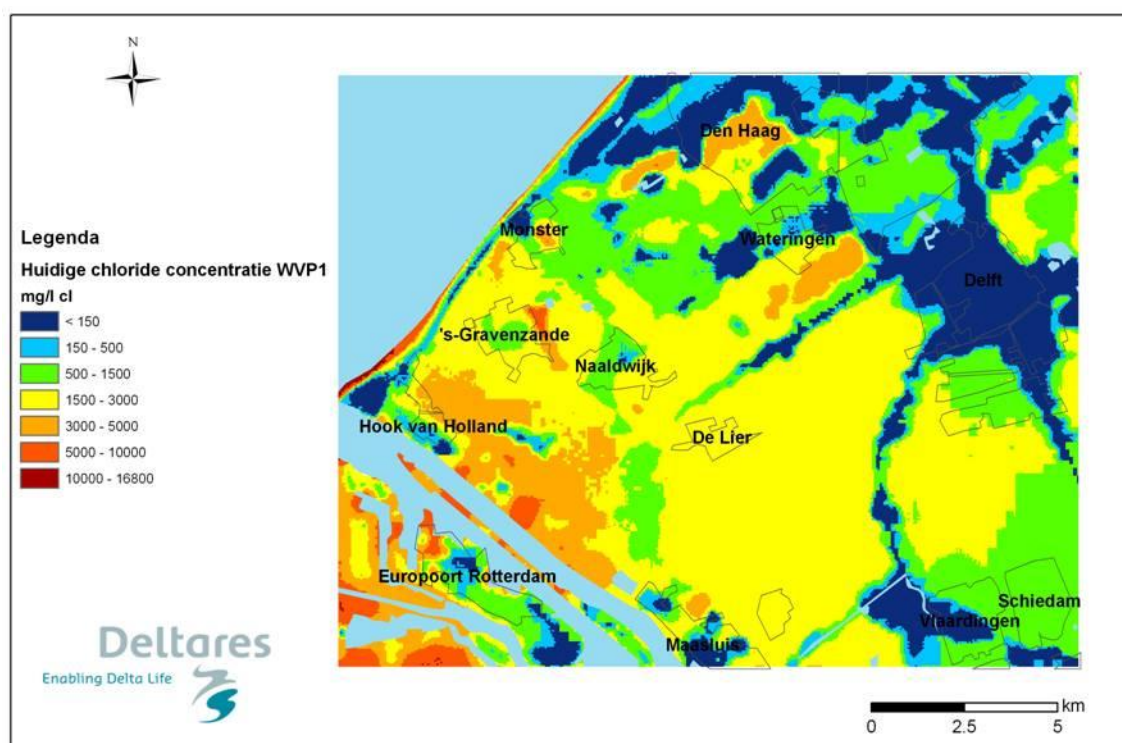 N
Den Haag
Monster
Wateringen
Delft
's-Gravenzande
Naaldwijk
De Lier
Hook van Holland
Europoort Rotterdam
Schiedam
Vlaardingen
Maasluis
Legenda
Huidige chloride concentratie WVP1
mg/l cl
< 150
150 - 500
500 - 1500
1500 - 3000
3000 - 5000
5000 - 10000
10000 - 16800
Deltares
Enabling Delta Life
km
0 2.5 5